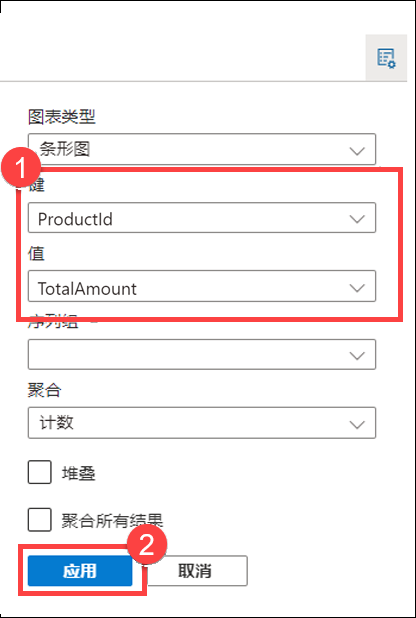 图表类型
条形图
1
键
ProductId
值
TotalAmount
序列组
聚合
计数
堆叠
聚合所有结果
2
应用
取消